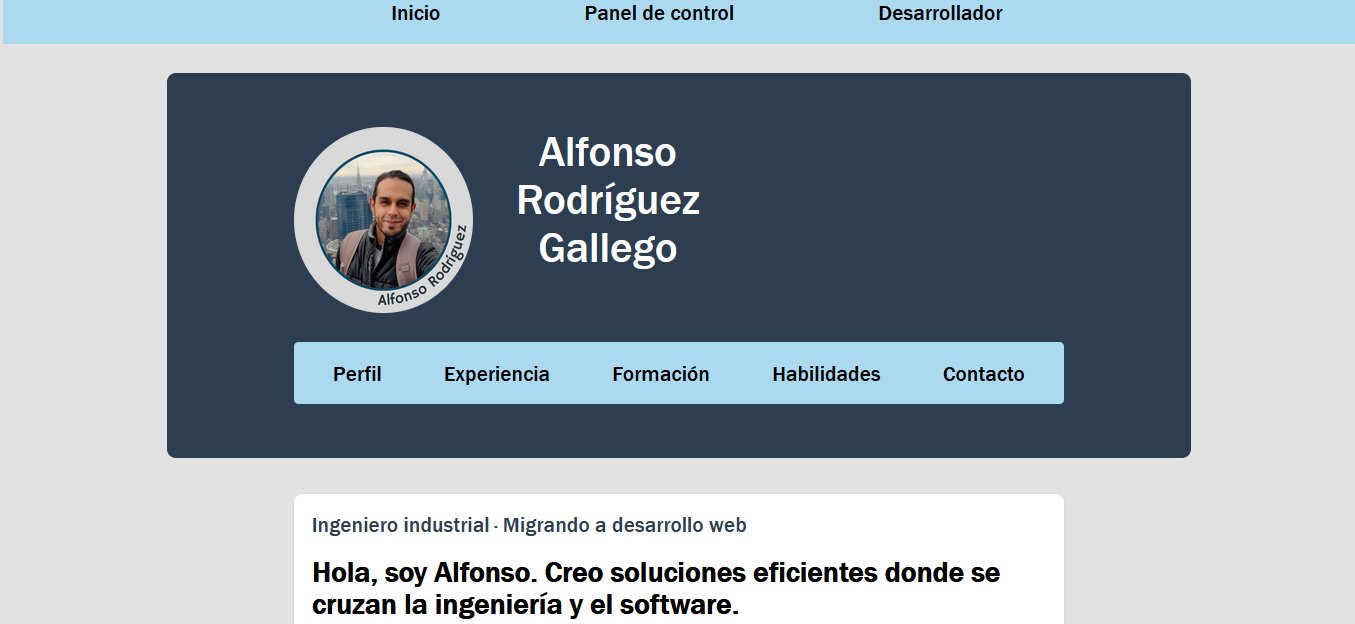 Inicio Panel de control Desarrollador
Alfonso
Rodríguez
Gallego
Alfonso Rodríguez
Perfil Experiencia Formación Habilidades Contacto
Ingeniero industrial · Migrando a desarrollo web
Hola, soy Alfonso. Creo soluciones eficientes donde se
cruzan la ingeniería y el software.